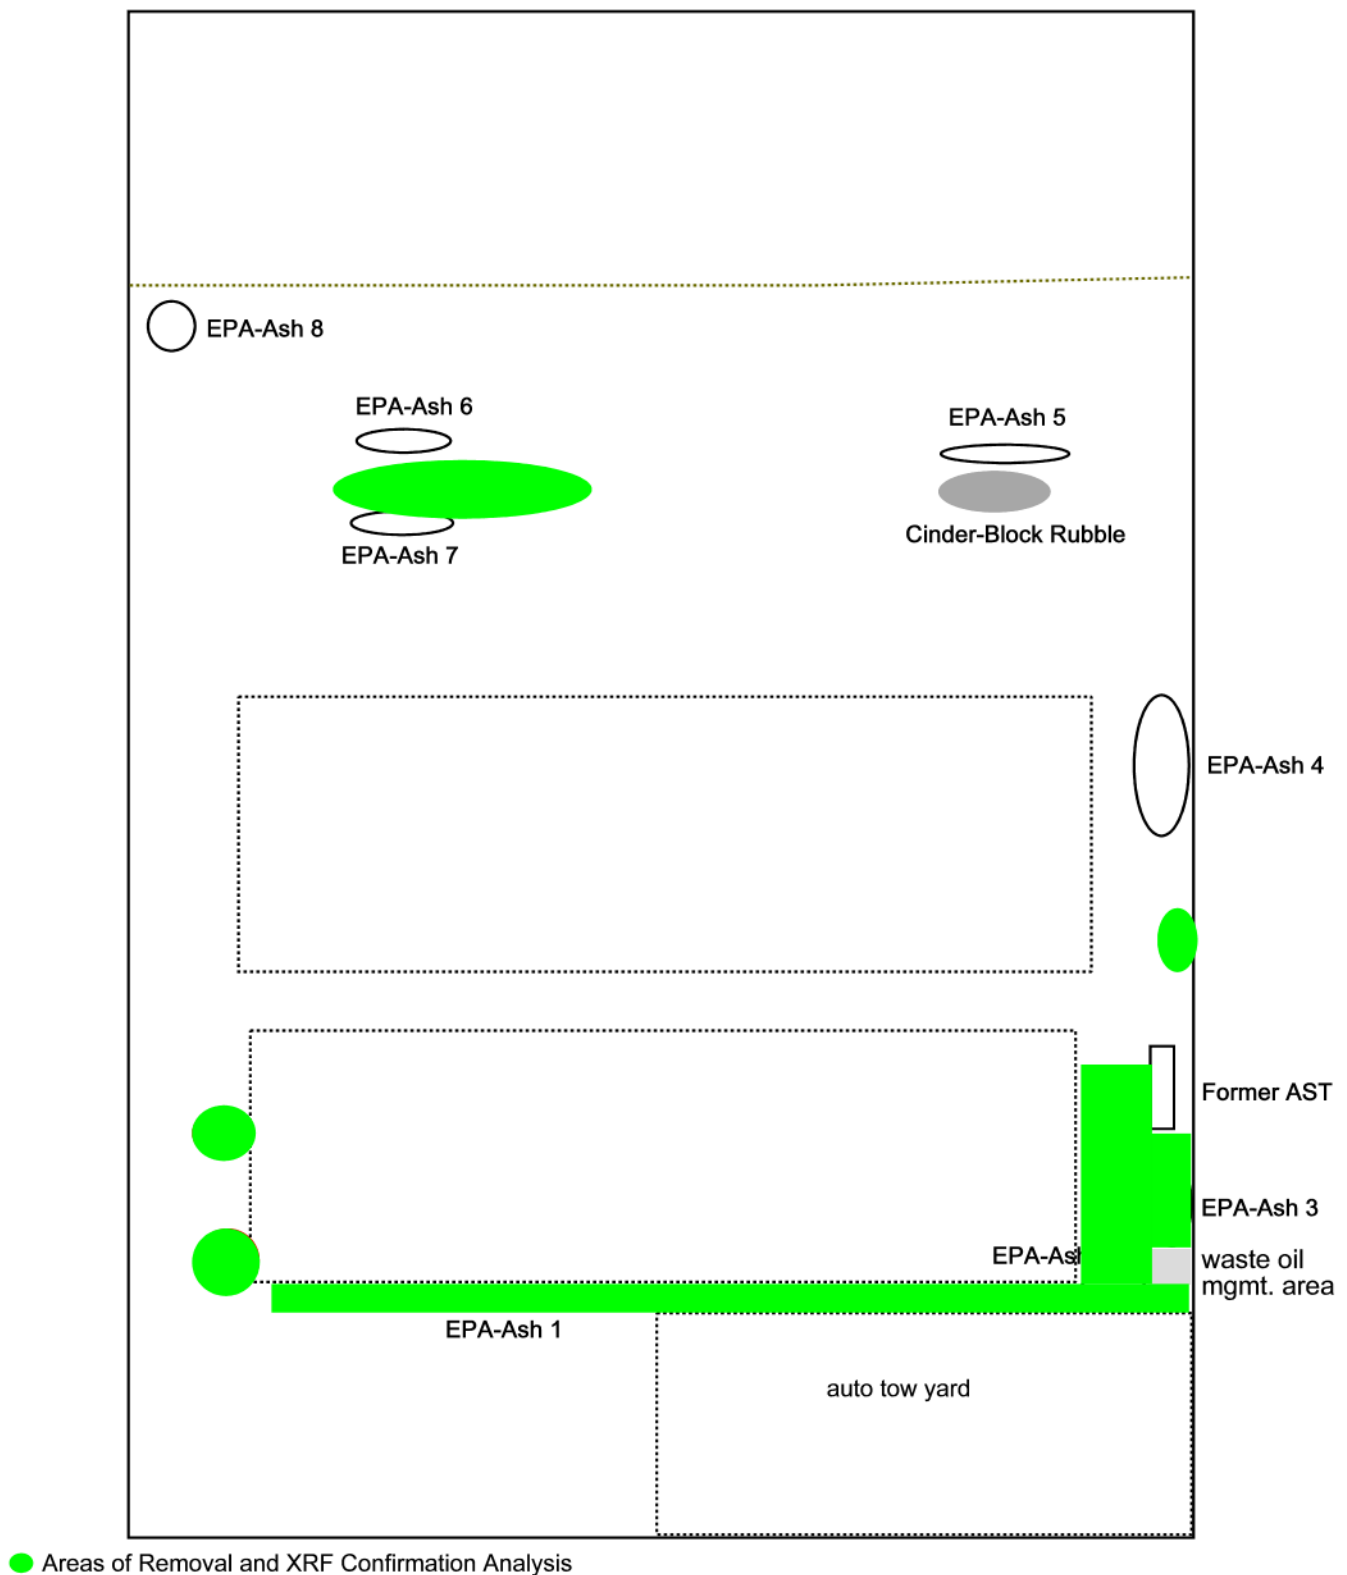 EPA-Ash 8
EPA-Ash 6
EPA-Ash 5
Cinder-Block Rubble
EPA-Ash 7
EPA-Ash 4
Former AST
EPA-Ash 3
EPA-Ash
waste oil
mgmt. area
EPA-Ash 1
auto tow yard
Areas of Removal and XRF Confirmation Analysis